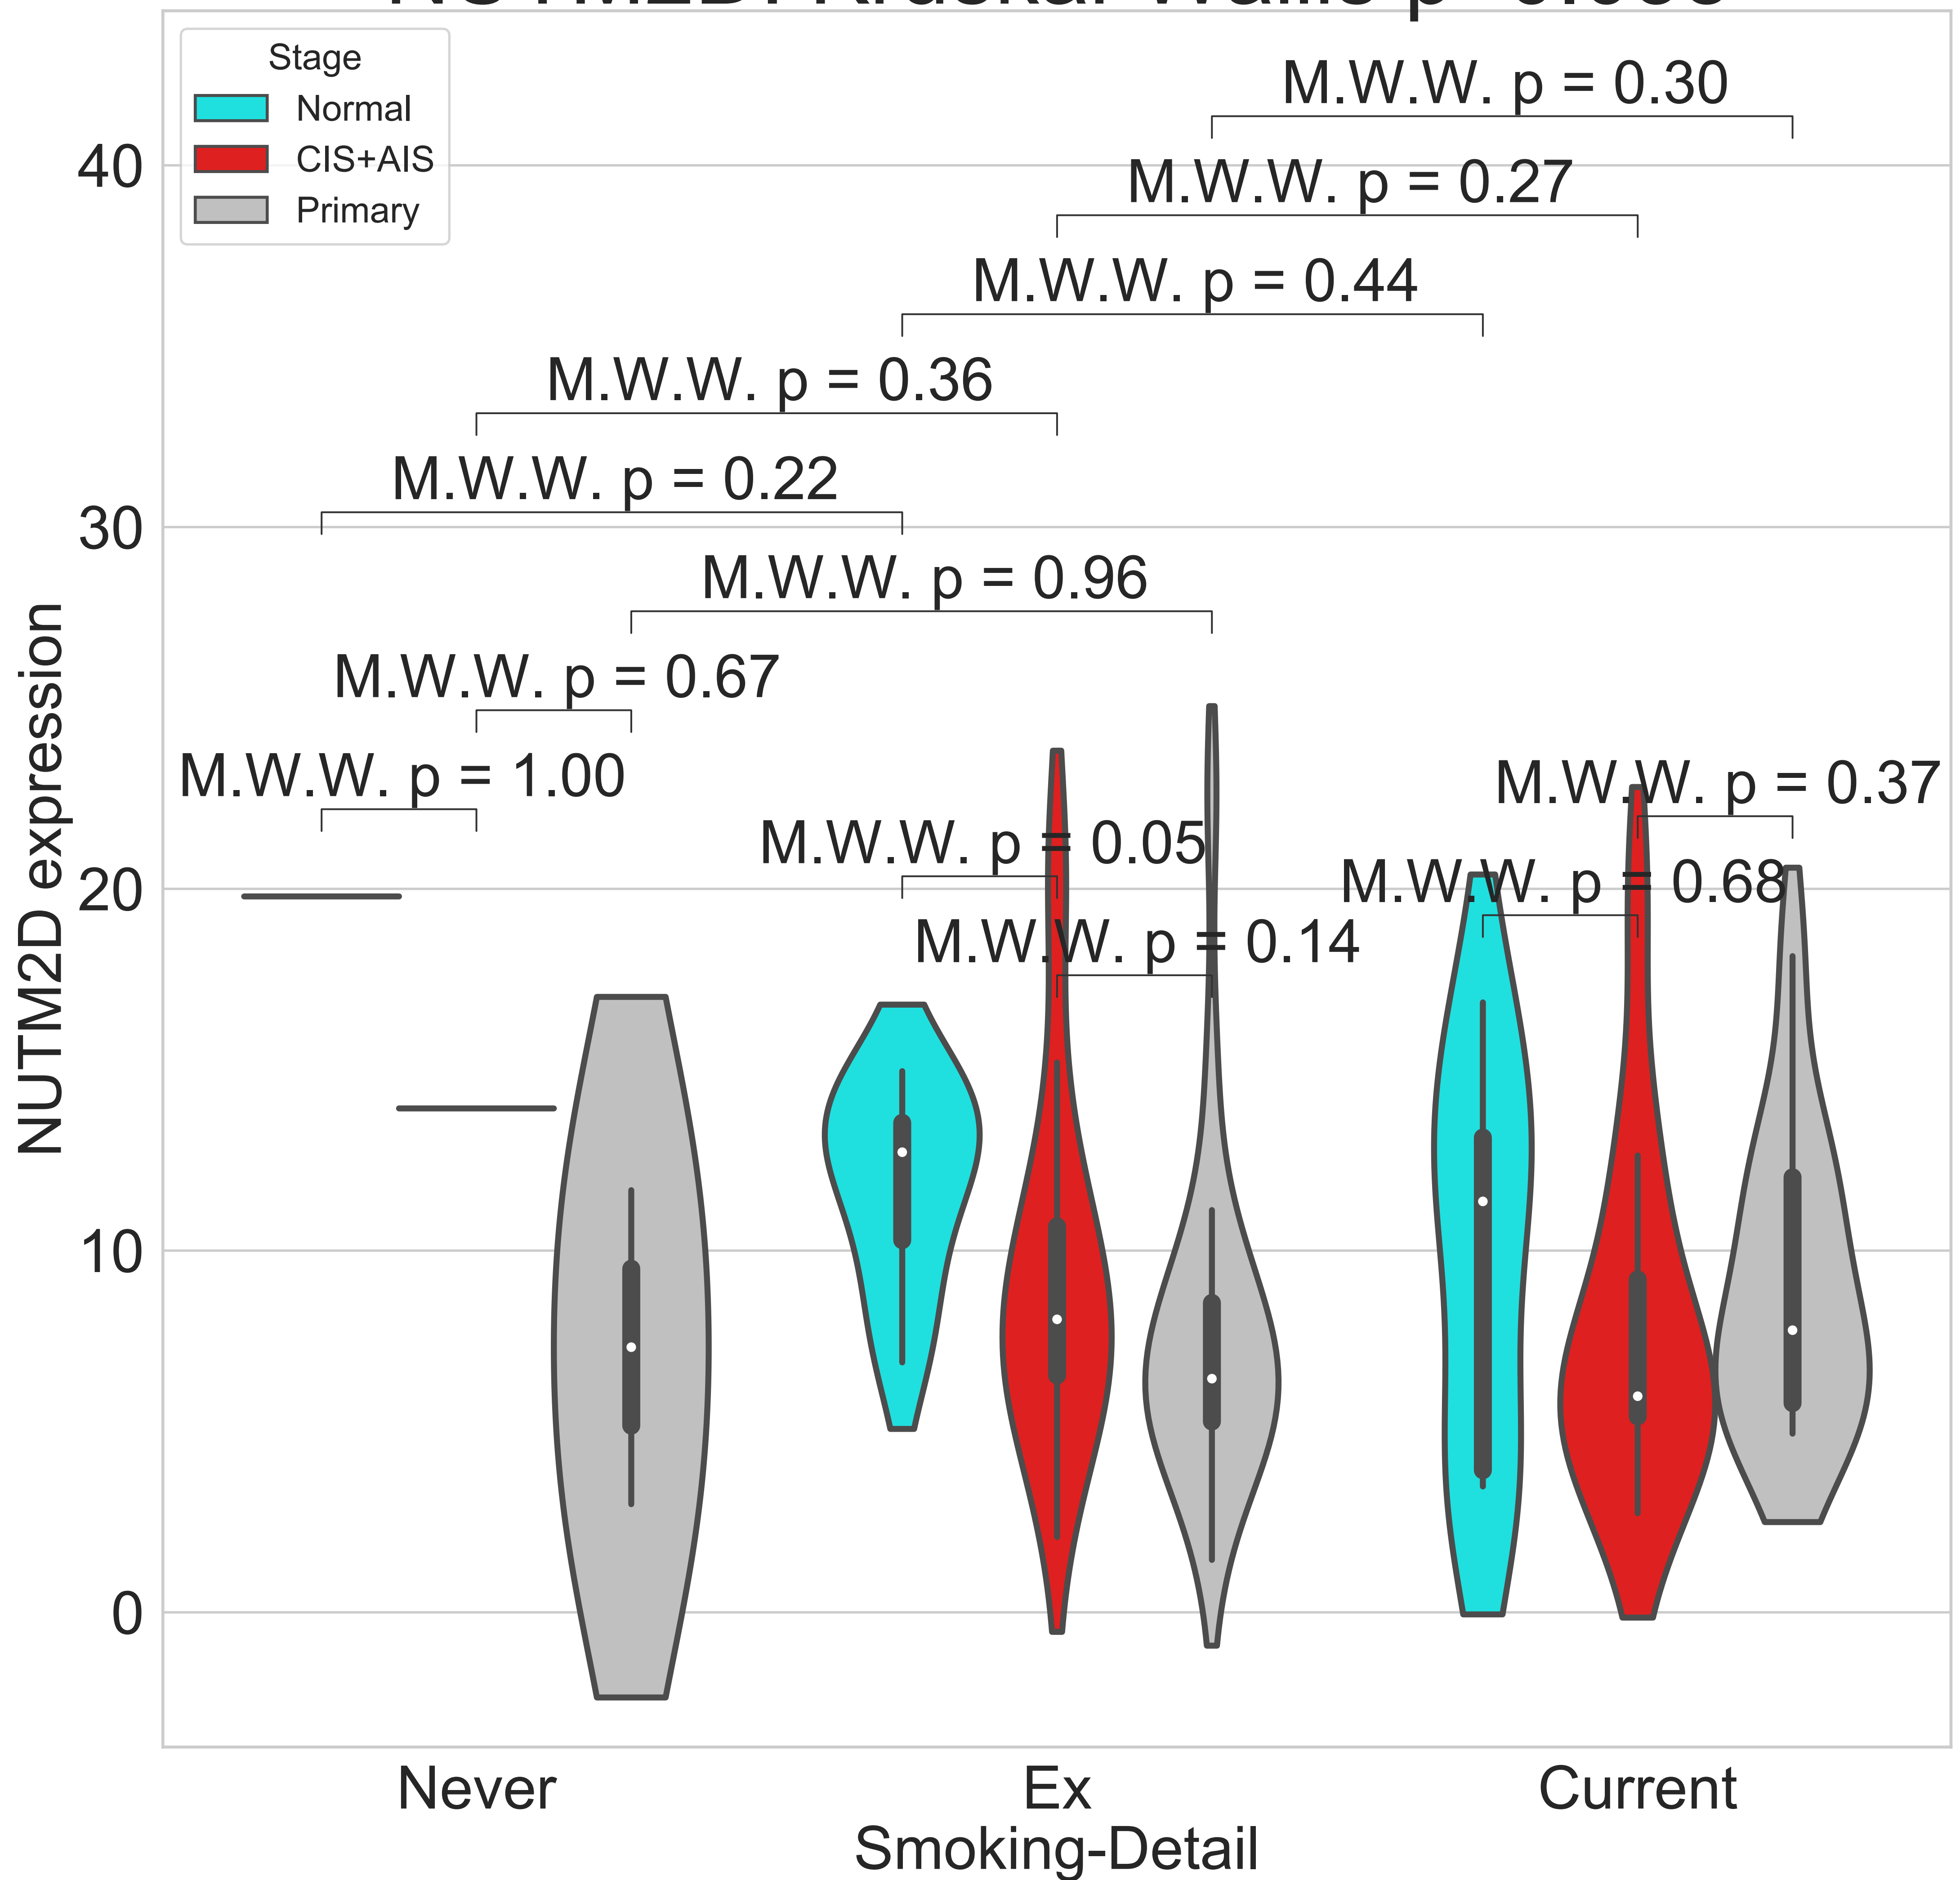 Stage
Normal
CIS+AIS
Primary
M.W.W. p = 0.30
M.W.W. p = 0.27
M.W.W. p = 0.44
M.W.W. p = 0.36
M.W.W. p = 0.22
M.W.W. p = 0.96
M.W.W. p = 0.67
M.W.W. p = 1.00
M.W.W. p = 0.37
M.W.W. p = 0.05
M.W.W. p = 0.68
M.W.W. p = 0.14
40
30
20
10
0
NUTM2D expression
Never
Ex
Current
Smoking-Detail